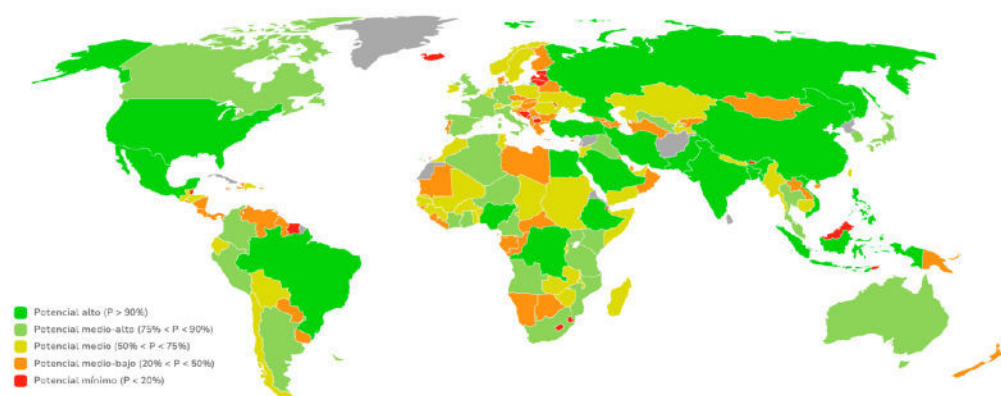 Potencial alto (P > 90%)
Potencial medio-alto (75% < P < 90%)
Potencial medio (50% < P < 75%)
Potencial medio-bajo (20% < P < 50%)
Potencial mínimo (P < 20%)